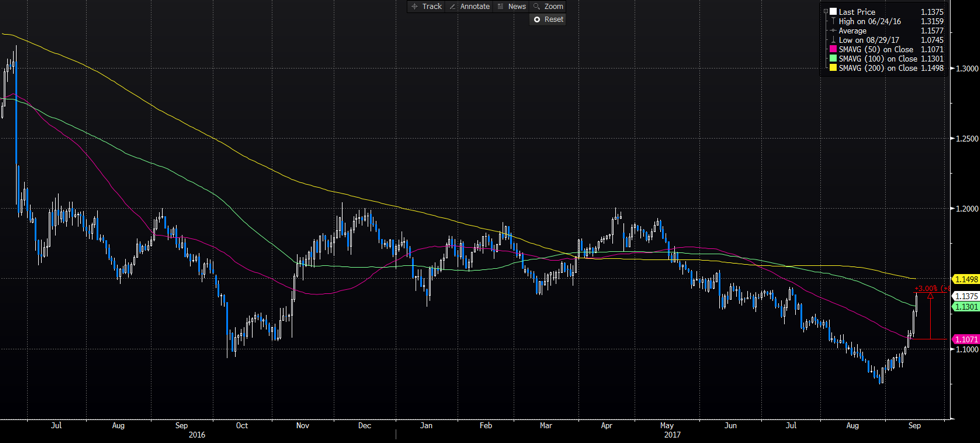 Track Annotate News Zoom
Reset
Last Price 1.1375
High on 06/24/16 1.3159
Average 1.1577
Low on 08/29/17 1.0745
SMAVG (50) on Close 1.1071
SMAVG (100) on Close 1.1301
SMAVG (200) on Close 1.1498
1.3000
1.2500
1.2000
1.1498
1.1375
1.1301
1.1071
1.1000
Jul Aug Sep Oct Nov Dec Jan Feb Mar Apr May Jun Jul Aug Sep
2016 2017